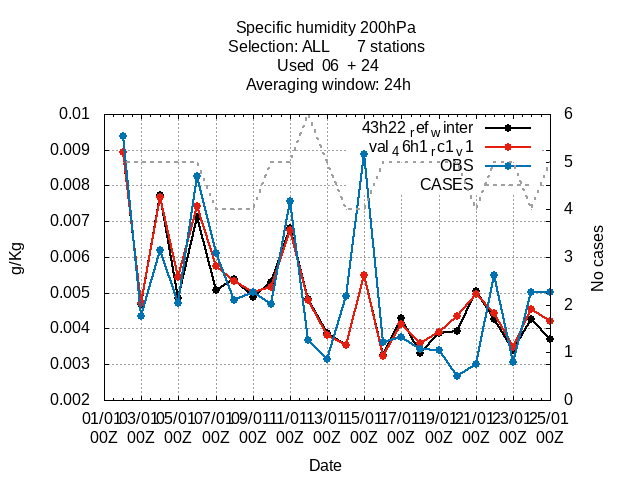 Specific humidity 200hPa
Selection: ALL 7 stations
Used 06 + 24
Averaging window: 24h
43h22refwinter
val46h1rc1v1
OBS
CASES
0.01
0.009
0.008
0.007
0.006
0.005
0.004
0.003
0.002
g/Kg
6
5
4
3
2
1
0
No cases
01/01 03/01 05/01 07/01 09/01 11/01 13/01 15/01 17/01 19/01 21/01 23/01 25/01
00Z 00Z 00Z 00Z 00Z 00Z 00Z 00Z 00Z 00Z 00Z 00Z 00Z
Date